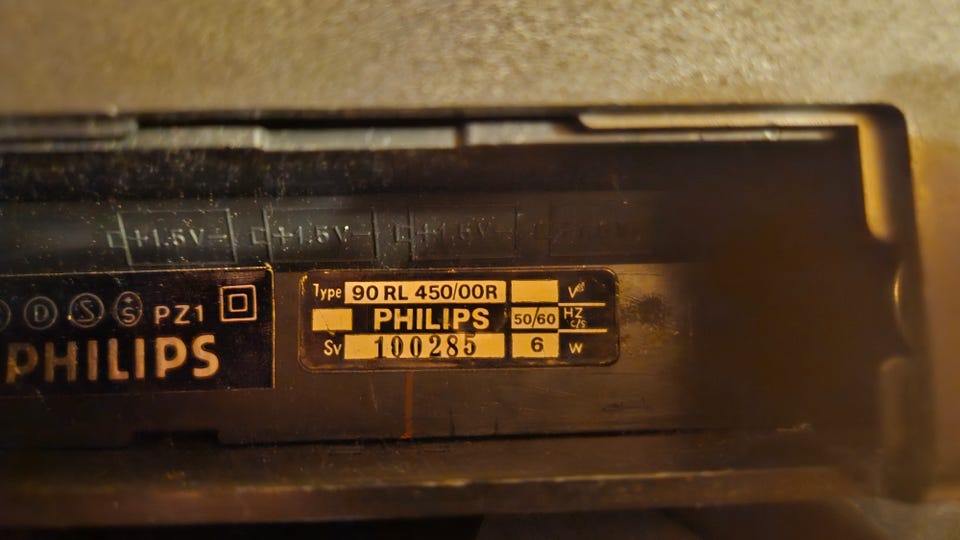 +1.5V- +1.5V- +1.5V-
D S S PZ1
PHILIPS
Type 90 RL 450/00R V
PHILIPS 50/60 HZ c/s
Sv 100285 6 W